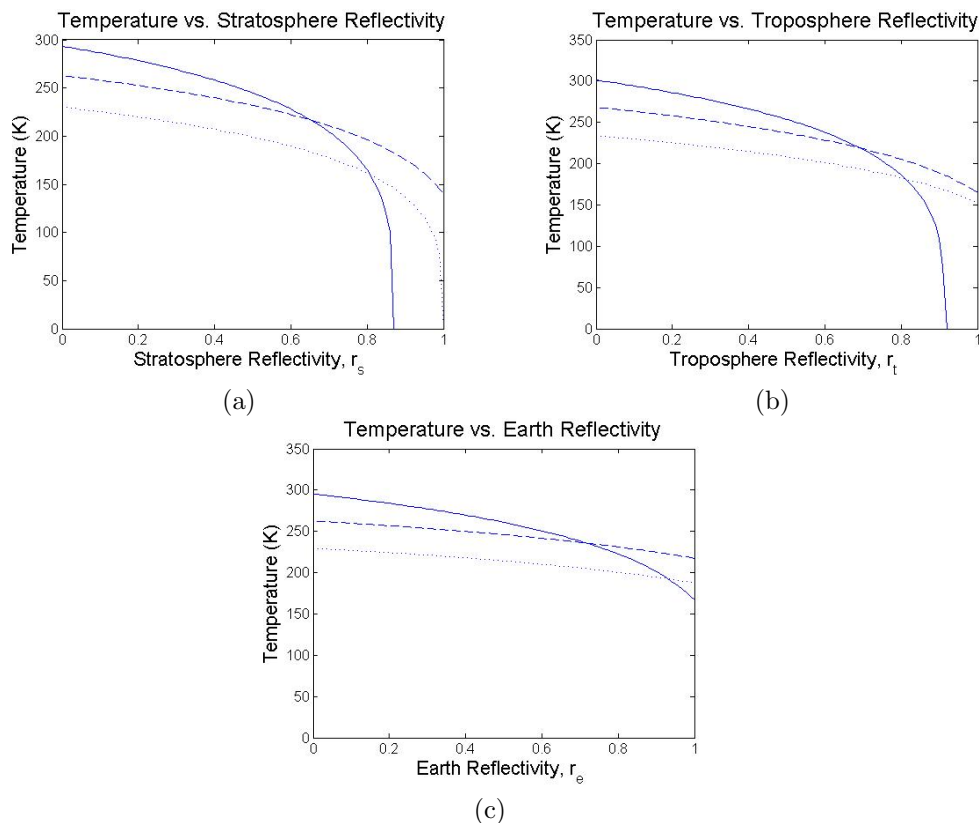 Temperature vs. Stratosphere Reflectivity
300
250
200
150
100
50
0
Temperature (K)
0 0.2 0.4 0.6 0.8 1
Stratosphere Reflectivity, r_s
(a)
Temperature vs. Troposphere Reflectivity
350
300
250
200
150
100
50
0
Temperature (K)
0 0.2 0.4 0.6 0.8 1
Troposphere Reflectivity, r_t
(b)
Temperature vs. Earth Reflectivity
350
300
250
200
150
100
50
0
Temperature (K)
0 0.2 0.4 0.6 0.8 1
Earth Reflectivity, r_e
(c)